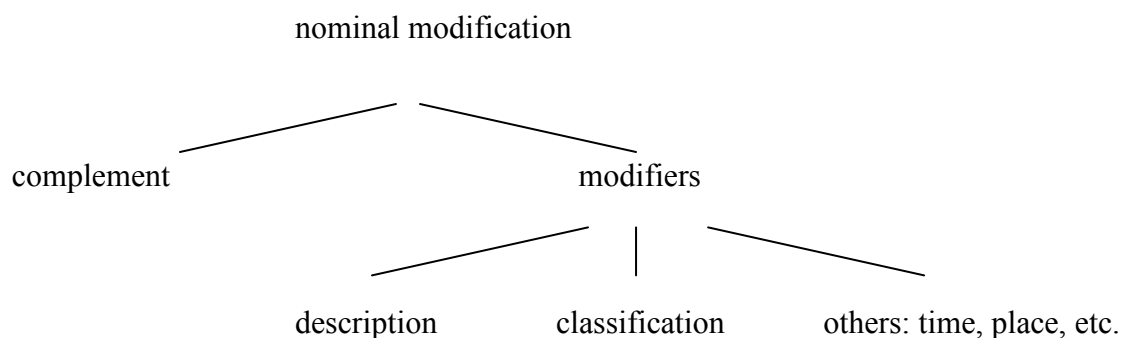 nominal modification
complement modifiers
description classification others: time, place, etc.